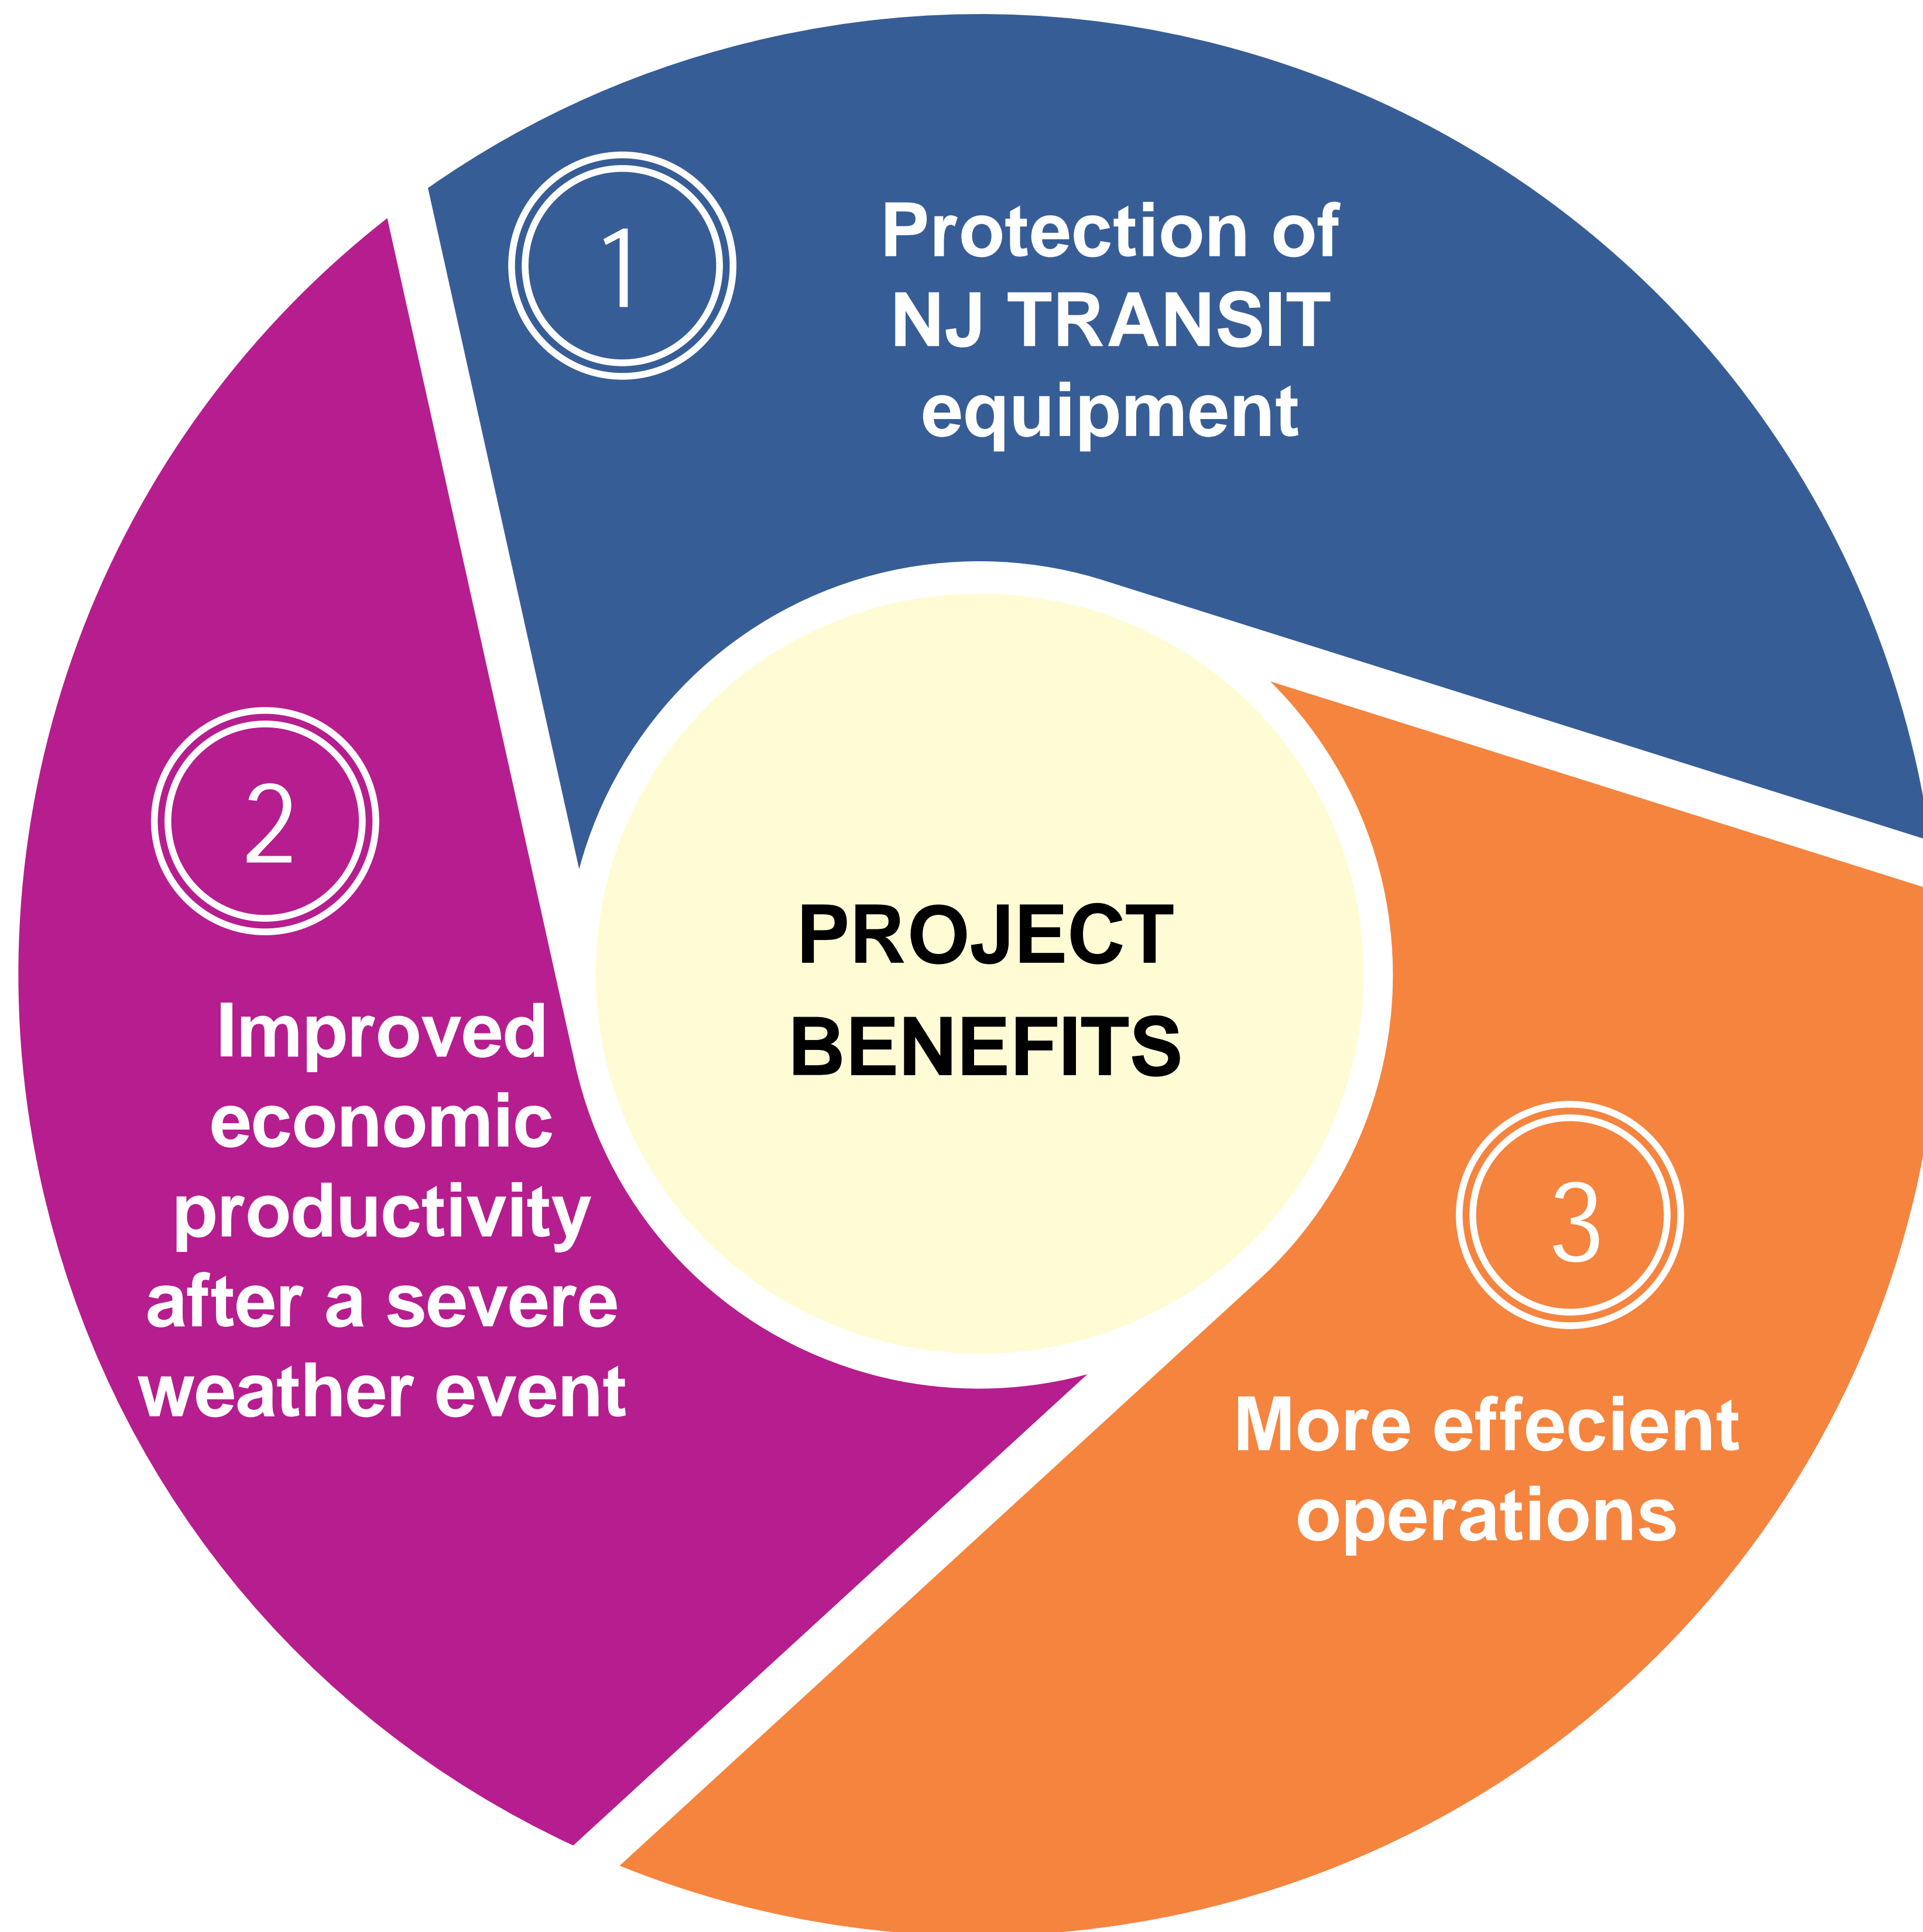 1
Protection of
NJ TRANSIT
equipment
2
Improved
economic
productivity
after a severe
weather event
PROJECT
BENEFITS
3
More effecient
operations